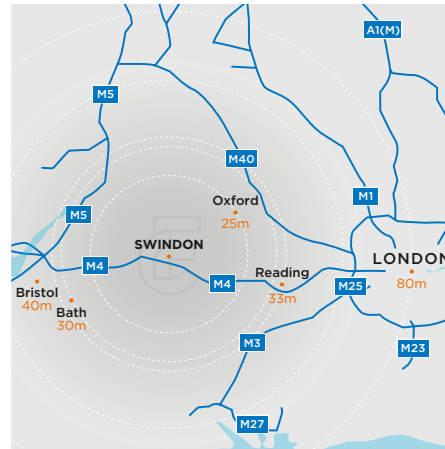 A1(M)
M5
M40
M1
Oxford
25m
M5
SWINDON
LONDON
80m
M4
M4
Reading
33m
M25
Bristol
40m
Bath
30m
M3
M23
M27